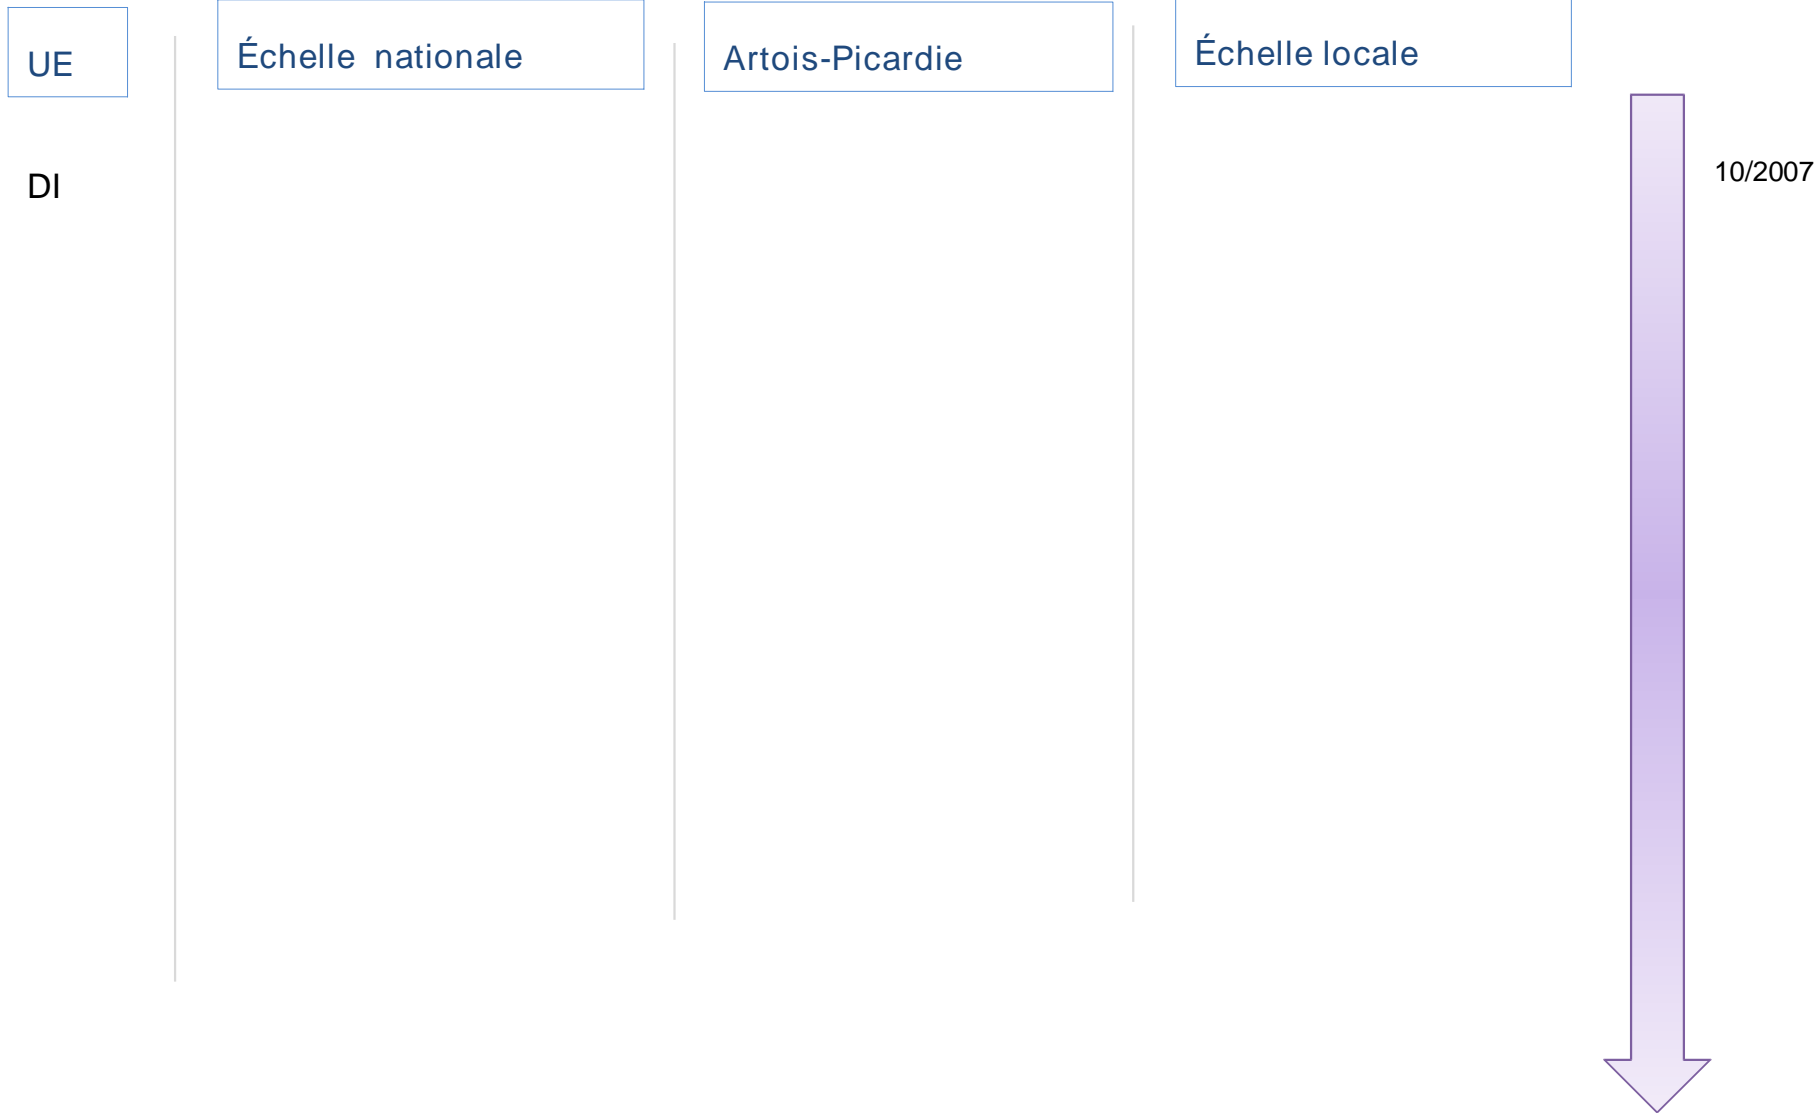 UE
Échelle nationale
Artois-Picardie
Échelle locale
DI
10/2007